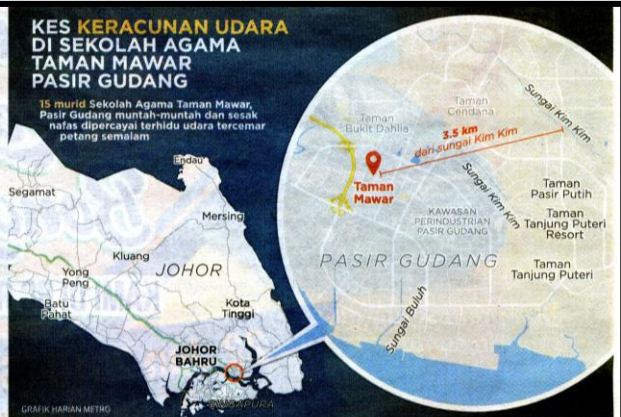 KES KERACUNAN UDARA
DI SEKOLAH AGAMA
TAMAN MAWAR
PASIR GUDANG
15 murid Sekolah Agama Taman Mawar,
Pasir Gudang muntah-muntah dan sesak
nafas dipercayai terhidu udara tercemar
petang semalam
Endau
Segamat
Mersing
Kluang
JOHOR
Yong
Peng
Batu
Pahat
Kota
Tinggi
JOHOR
BAHRU
GRAFIK HARIAN METRO
Taman
Bukit Dahlia
Taman
Cendana
Sungai Kim Kim
3.5 km
dari sungai Kim Kim
Taman
Mawar
Sungai Kim Kim
Taman
Pasir Putih
KAWASAN
PERINDUSTRIAN
PASIR GUDANG
Taman
Tanjung Puteri
Resort
PASIR GUDANG
Taman
Tanjung Puteri
Sungai Buluh